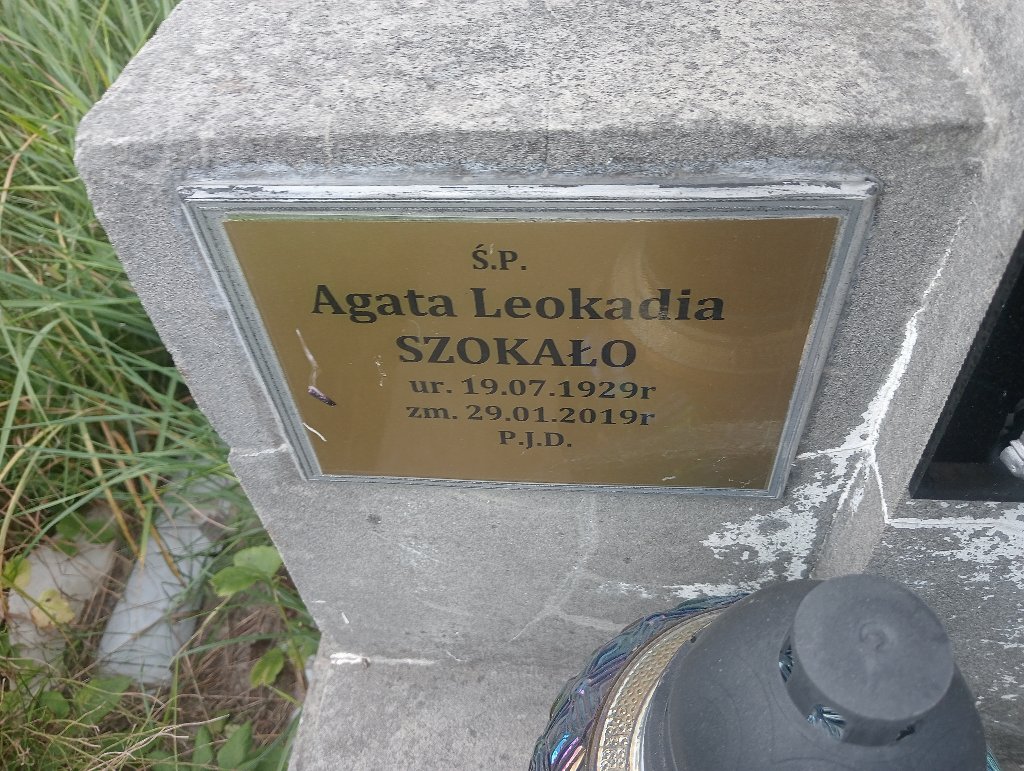 Ś.P.
Agata Leokadia
SZOKAŁO
ur. 19.07.1929r
zm. 29.01.2019r
P.J.D.